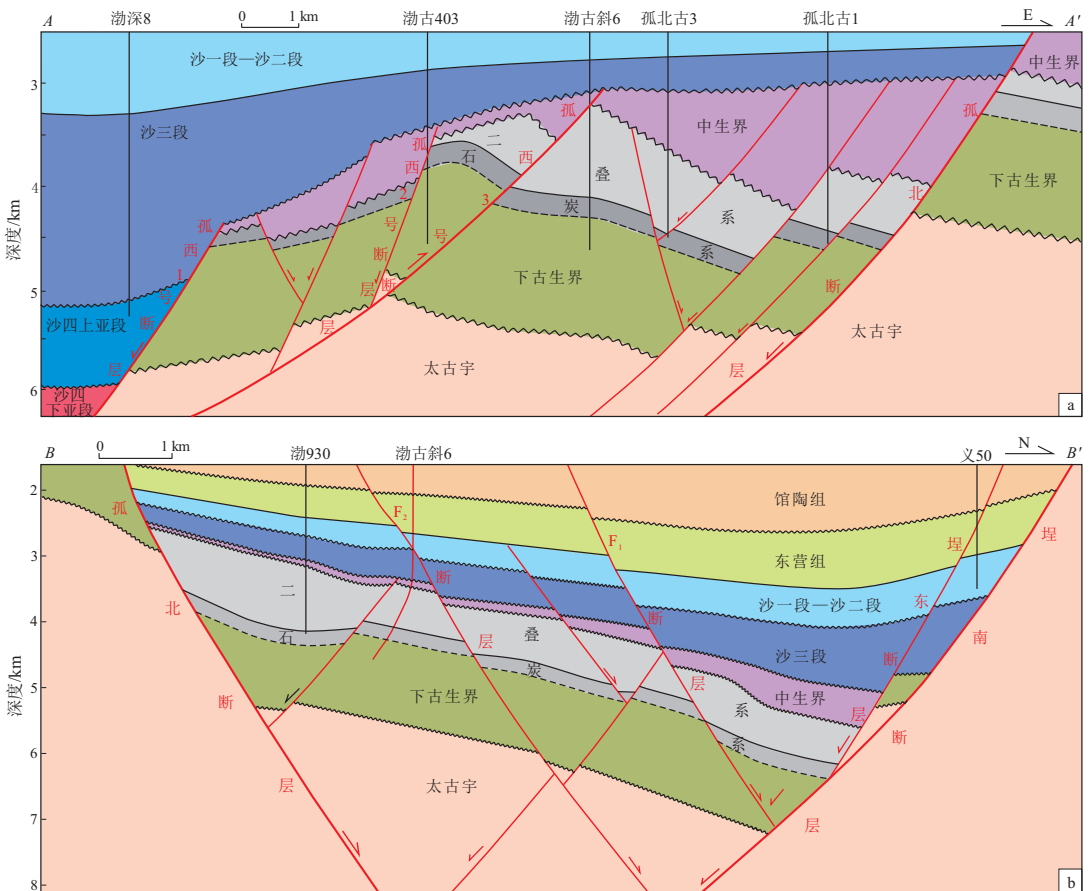 A 0 1 km 渤深8 渤古403 渤古斜6 孤北古3 孤北古1 E A′
沙一段—沙二段
中生界
沙三段
中生界
下古生界
二
叠
系
石
炭
系
孤西1号断层
孤西2号断层
孤西3号断层
孤北断层
下古生界
沙四上亚段
太古宇
太古宇
沙四
下亚段
深度/km
3
4
5
6
a
B 0 1 km 渤930 渤古斜6 义50 N B′
馆陶组
东营组
沙一段—沙二段
沙三段
中生界
二
叠
系
石
炭
系
下古生界
太古宇
孤北断层
F₂断层
F₁断层
埕东断层
埕南断层
深度/km
2
3
4
5
6
7
8
b